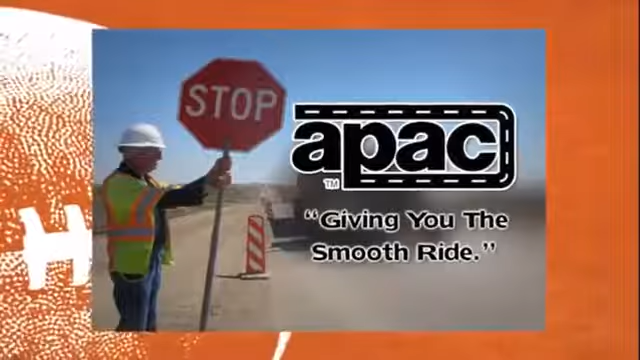 STOP
apac
TM
“Giving You The
Smooth Ride.”